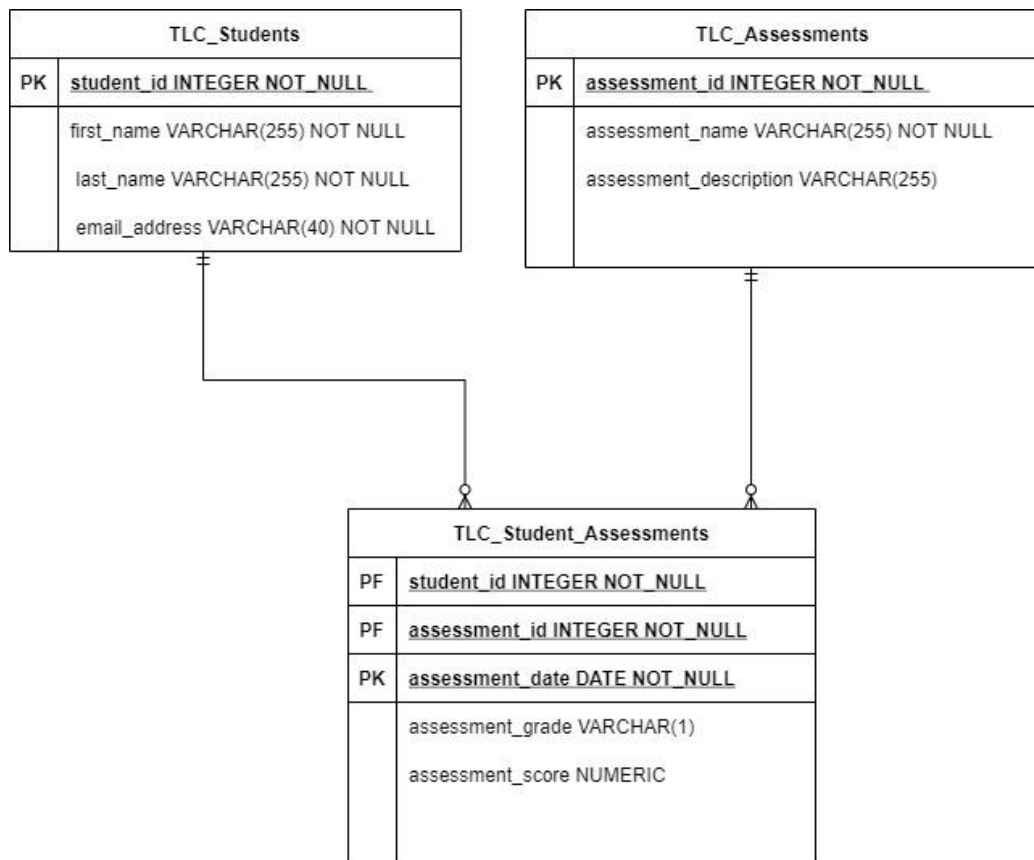 TLC_Students
PK student_id INTEGER NOT_NULL
first_name VARCHAR(255) NOT NULL
last_name VARCHAR(255) NOT NULL
email_address VARCHAR(40) NOT NULL
TLC_Assessments
PK assessment_id INTEGER NOT_NULL
assessment_name VARCHAR(255) NOT NULL
assessment_description VARCHAR(255)
TLC_Student_Assessments
PF student_id INTEGER NOT_NULL
PF assessment_id INTEGER NOT_NULL
PK assessment_date DATE NOT_NULL
assessment_grade VARCHAR(1)
assessment_score NUMERIC